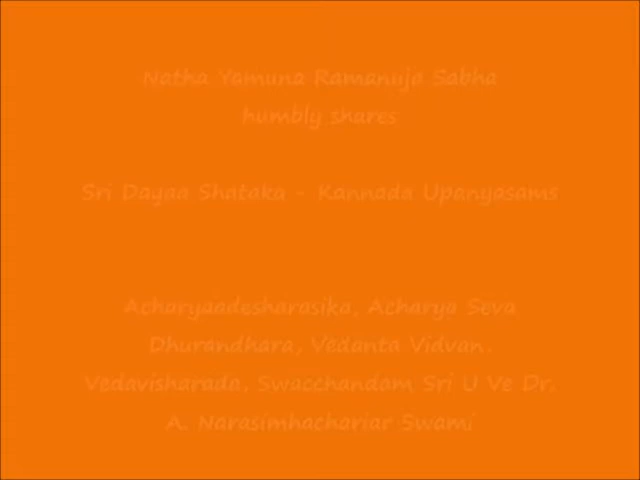 Natha Yamuna Ramanuja Sabha
humbly shares
Sri Dayaa Shataka - Kannada Upanyasams
Acharyaadesharasika, Acharya Seva
Dhurandhara, Vedanta Vidvan.
Vedavisharada, Swacchandam Sri U Ve Dr.
A. Narasimhachariar Swami